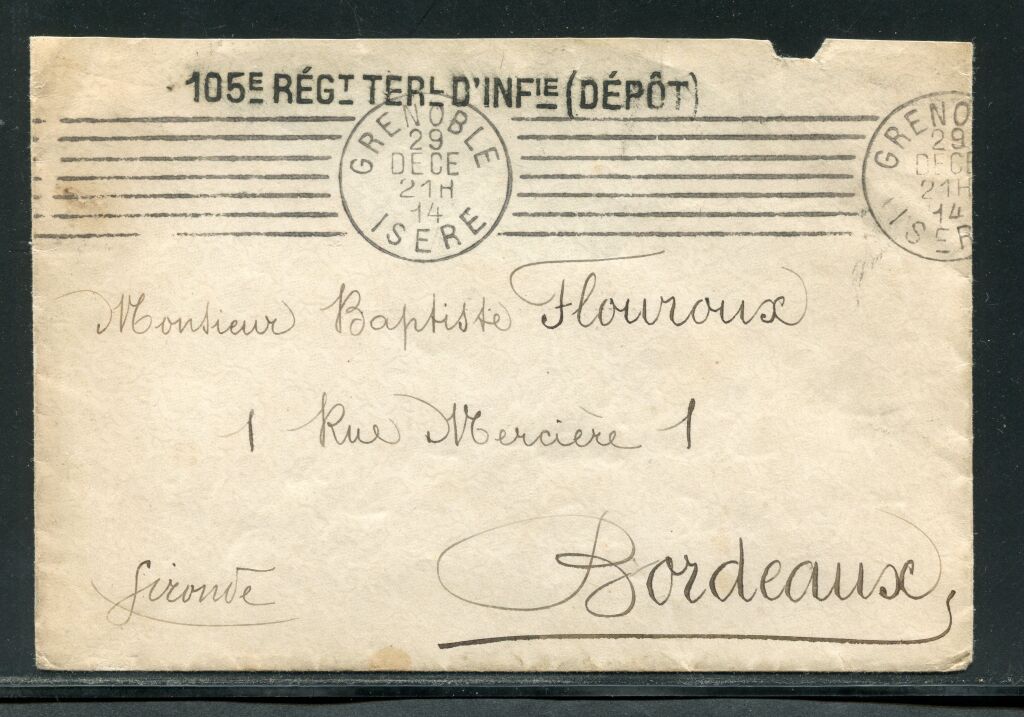 105E RÉGT TERL D'INFIE (DÉPÔT)
GRENOBLE
29
DECE
21H
14
ISERE
GRENO
29
DECE
21H
14
ISER
Monsieur Baptiste Flouroux
1 Rue Mercière 1
Bordeaux
Gironde